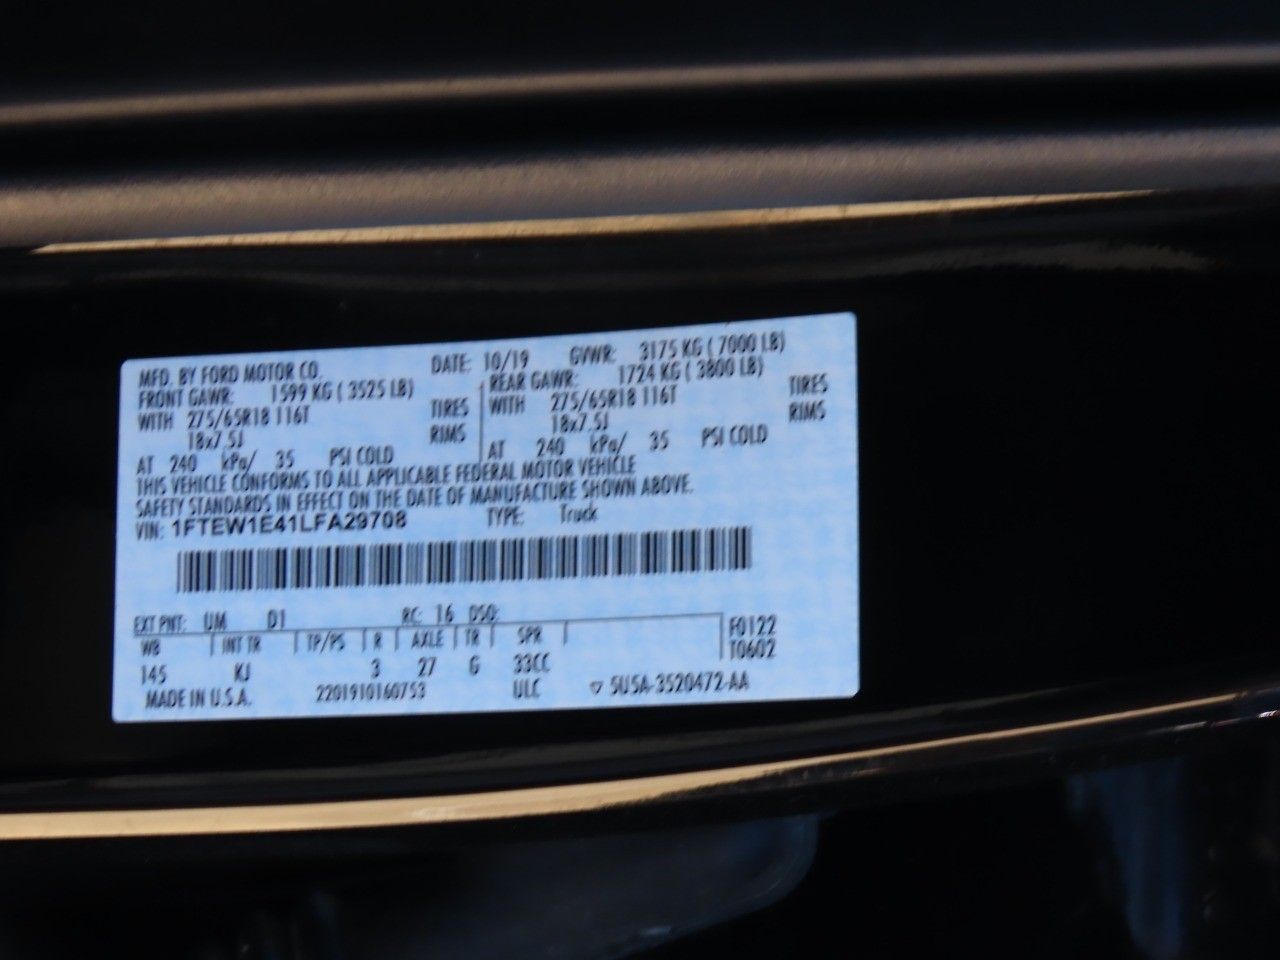 MFD. BY FORD MOTOR CO.
DATE: 10/19 GVWR: 3175 KG ( 7000 LB)
FRONT GAWR: 1599 KG ( 3525 LB)
WITH 275/65R18 116T TIRES
18x7.5J RIMS
AT 240 kPa/ 35 PSI COLD
REAR GAWR: 1724 KG ( 3800 LB)
WITH 275/65R18 116T TIRES
18x7.5J RIMS
AT 240 kPa/ 35 PSI COLD
THIS VEHICLE CONFORMS TO ALL APPLICABLE FEDERAL MOTOR VEHICLE
SAFETY STANDARDS IN EFFECT ON THE DATE OF MANUFACTURE SHOWN ABOVE.
VIN: 1FTEW1E41LFA29708 TYPE: Truck
EXT PNT: UM D1 RC: 16 DSO:
WB INT TR TP/PS R AXLE TR SPR F0122
145 KJ 3 27 G 33CC T0602
MADE IN U.S.A. 2201910160753 ULC ▽ 5U5A-3520472-AA